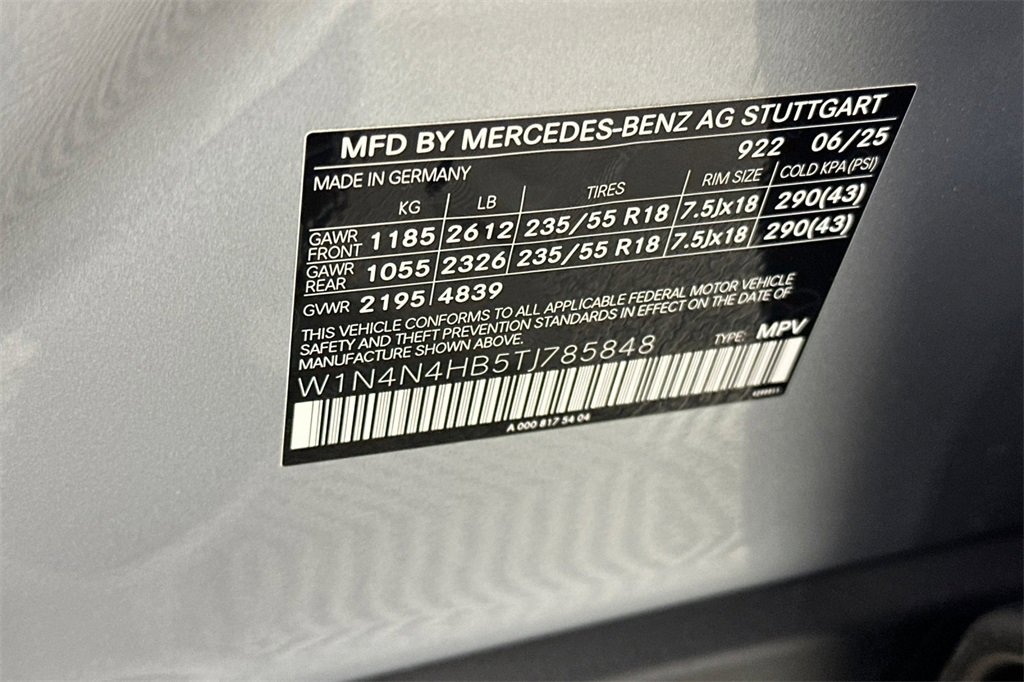 MFD BY MERCEDES-BENZ AG STUTTGART
MADE IN GERMANY 922 06/25
KG LB TIRES RIM SIZE COLD KPA (PSI)
GAWR FRONT 1185 2612 235/55 R18 7.5Jx18 290(43)
GAWR REAR 1055 2326 235/55 R18 7.5Jx18 290(43)
GVWR 2195 4839
THIS VEHICLE CONFORMS TO ALL APPLICABLE FEDERAL MOTOR VEHICLE
SAFETY AND THEFT PREVENTION STANDARDS IN EFFECT ON THE DATE OF
MANUFACTURE SHOWN ABOVE.
W1N4N4HB5TJ785848 TYPE: MPV
A 000 817 54 04